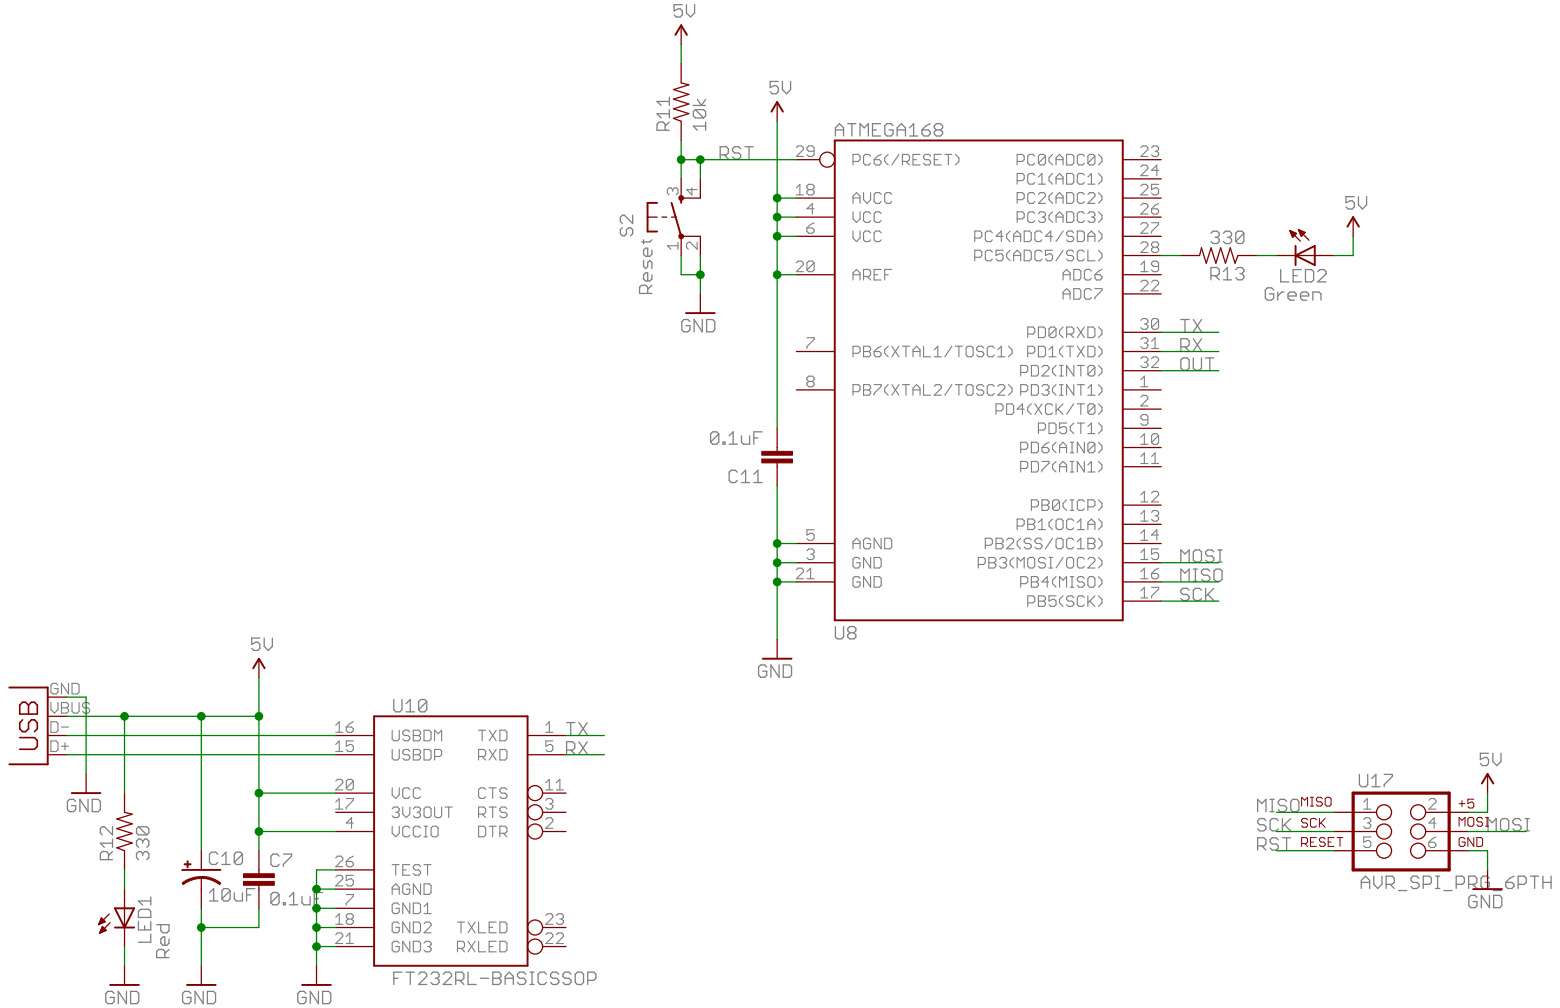 5V
R11
10k
RST
S2
Reset
3
4
1
2
GND
5V
ATMEGA168
29 PC6(/RESET)
18 AVCC
4 VCC
6 VCC
20 AREF
7 PB6(XTAL1/TOSC1)
8 PB7(XTAL2/TOSC2)
5 AGND
3 GND
21 GND
PC0(ADC0) 23
PC1(ADC1) 24
PC2(ADC2) 25
PC3(ADC3) 26
PC4(ADC4/SDA) 27
PC5(ADC5/SCL) 28
ADC6 19
ADC7 22
PD0(RXD) 30 TX
PD1(TXD) 31 RX
PD2(INT0) 32 OUT
PD3(INT1) 1
PD4(XCK/T0) 2
PD5(T1) 9
PD6(AIN0) 10
PD7(AIN1) 11
PB0(ICP) 12
PB1(OC1A) 13
PB2(SS/OC1B) 14
PB3(MOSI/OC2) 15 MOSI
PB4(MISO) 16 MISO
PB5(SCK) 17 SCK
U8
0.1uF
C11
GND
330
R13
LED2
Green
5V
5V
USB
GND
VBUS
D-
D+
GND
R12
330
LED1
Red
GND
C10
10uF
GND
C7
0.1uF
U10
16 USBDM
15 USBDP
20 VCC
17 3V3OUT
4 VCCIO
26 TEST
25 AGND
7 GND1
18 GND2
21 GND3
TXD 1 TX
RXD 5 RX
CTS 11
RTS 3
DTR 2
TXLED 23
RXLED 22
FT232RL-BASICSSOP
GND
5V
U17
MISO MISO 1 2 +5
SCK SCK 3 4 MOSI MOSI
RST RESET 5 6 GND
AVR_SPI_PRG_6PTH
GND